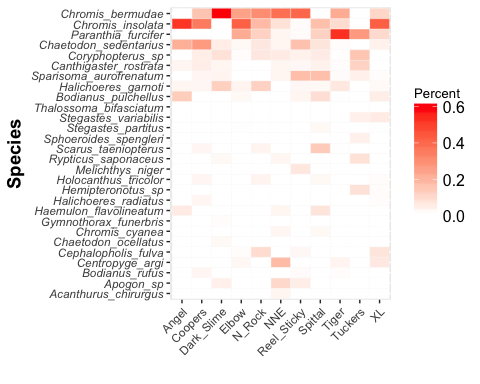 Species
Chromis_bermudae
Chromis_insolata
Paranthia_furcifer
Chaetodon_sedentarius
Coryphopterus_sp
Canthigaster_rostrata
Sparisoma_aurofrenatum
Halichoeres_garnoti
Bodianus_pulchellus
Thalossoma_bifasciatum
Stegastes_variabilis
Stegastes_partitus
Sphoeroides_spengleri
Scarus_taeniopterus
Rypticus_saponaceus
Melichthys_niger
Holocanthus_tricolor
Hemipteronotus_sp
Halichoeres_radiatus
Haemulon_flavolineatum
Gymnothorax_funerbris
Chromis_cyanea
Chaetodon_ocellatus
Cephalopholis_fulva
Centropyge_argi
Bodianus_rufus
Apogon_sp
Acanthurus_chirurgus
Angel
Coopers
Dark_Slime
Elbow
N_Rock
NNE
Reel_Sticky
Spittal
Tiger
Tuckers
XL
Percent
0.6
0.4
0.2
0.0